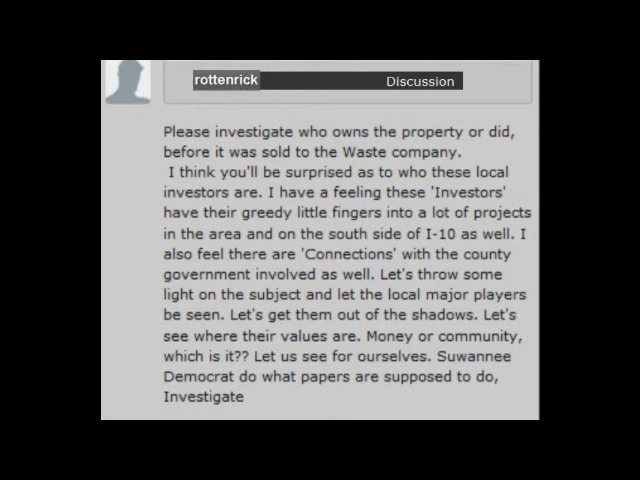 rottenrick
Discussion
Please investigate who owns the property or did,
before it was sold to the Waste company.
I think you'll be surprised as to who these local
investors are. I have a feeling these 'Investors'
have their greedy little fingers into a lot of projects
in the area and on the south side of I-10 as well. I
also feel there are 'Connections' with the county
government involved as well. Let's throw some
light on the subject and let the local major players
be seen. Let's get them out of the shadows. Let's
see where their values are. Money or community,
which is it?? Let us see for ourselves. Suwannee
Democrat do what papers are supposed to do,
Investigate